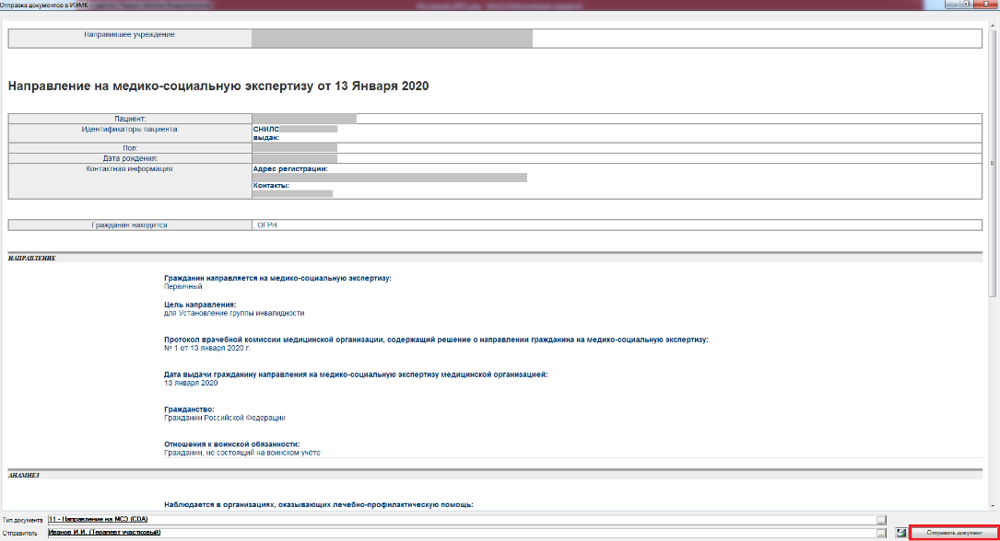 Отправка документов в ИЭМК
Направившее учреждение:
Направление на медико-социальную экспертизу от 13 Января 2020
Пациент:
Идентификаторы пациента
СНИЛС
выдан:
Пол:
Дата рождения:
Контактная информация:
Адрес регистрации:
Контакты:
Гражданин находится
, ОГРН
НАПРАВЛЕНИЕ
Гражданин направляется на медико-социальную экспертизу:
Первичный
Цель направления:
для Установление группы инвалидности
Протокол врачебной комиссии медицинской организации, содержащий решение о направлении гражданина на медико-социальную экспертизу:
№ 1 от 13 января 2020 г.
Дата выдачи гражданину направления на медико-социальную экспертизу медицинской организацией:
13 января 2020
Гражданство:
Гражданин Российской Федерации
Отношения к воинской обязанности:
Гражданин, не состоящий на воинском учёте
АНАМНЕЗ
Наблюдается в организациях, оказывающих лечебно-профилактическую помощь:
Тип документа
11 - Направление на МСЭ (CDA)
...
Отправитель
Иванов И.И. (Терапевт участковый)
...
Отправить документ